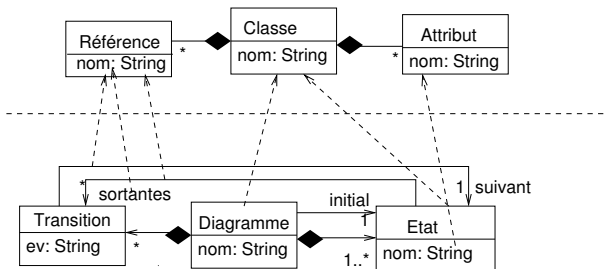 Référence
nom: String
*
Classe
nom: String
*
Attribut
nom: String
*
sortantes
initial
1
1
suivant
Transition
ev: String
*
Diagramme
nom: String
1..*
Etat
nom: String